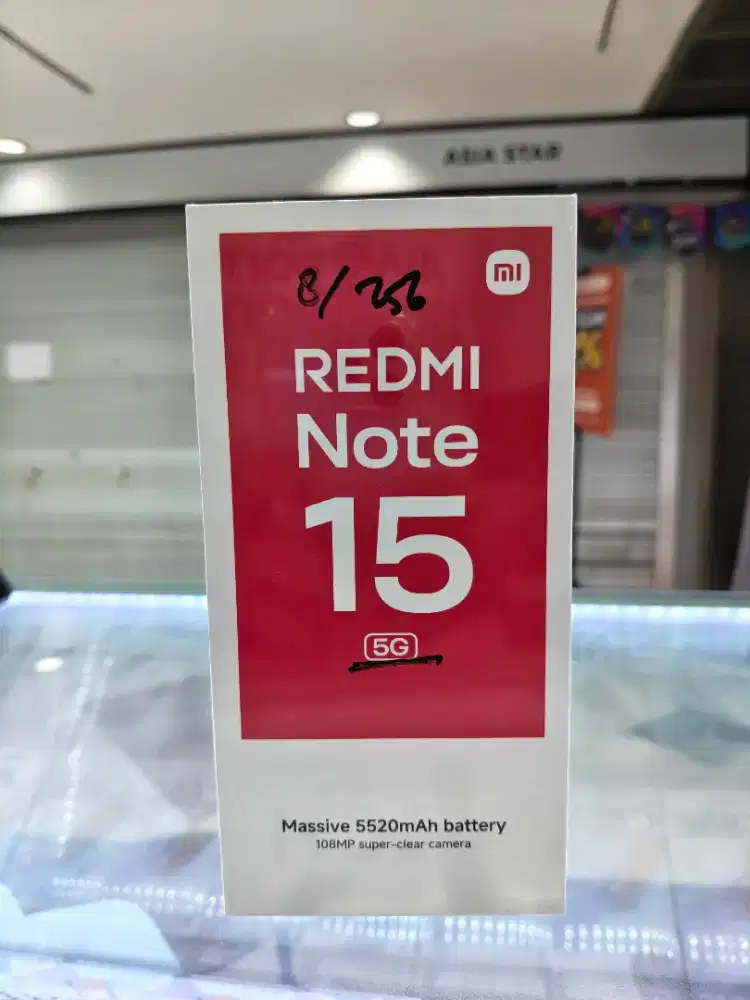 ASIA STAR
mi
8/256
REDMI
Note
15
5G
Massive 5520mAh battery
108MP super-clear camera